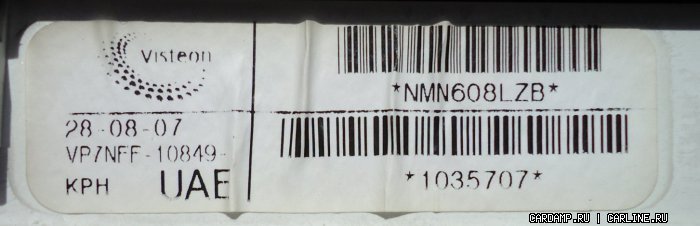 Visteon
*NMN608LZB*
28-08-07
VP7NFF-10849-
KPH UAE
*1035707*
CARDAMP.RU | CARLINE.RU